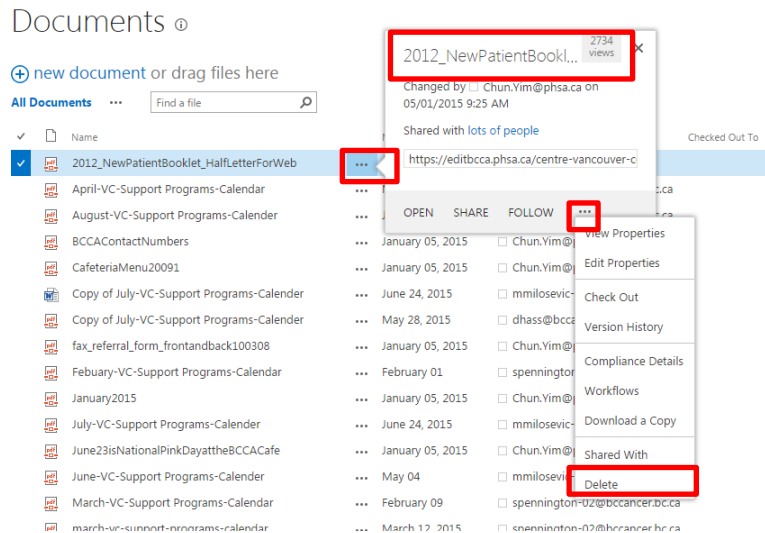 Documents
new document or drag files here
All Documents ... Find a file
Name
Checked Out To
2012_NewPatientBooklet_HalfLetterForWeb ...
April-VC-Support Programs-Calendar ...
August-VC-Support Programs-Calender ...
BCCAContactNumbers ... January 05, 2015 Chun.Yim@p
CafeteriaMenu20091 ... January 05, 2015 Chun.Yim@p
Copy of July-VC-Support Programs-Calender ... June 24, 2015 mmilosevic-
Copy of July-VC-Support Programs-Calender ... May 28, 2015 dhass@bcca
fax_referral_form_frontandback100308 ... January 05, 2015 Chun.Yim@p
Febuary-VC-Support Programs-Calendar ... February 01 spennington
January2015 ... January 05, 2015 Chun.Yim@p
July-VC-Support Programs-Calender ... June 24, 2015 mmilosevic-
June23isNationalPinkDayattheBCCACafe ... January 05, 2015 Chun.Yim@p
June-VC-Support Programs-Calender ... May 04 mmilosevic-
March-VC-Support Programs-Calendar ... February 09 spennington-02@bccancer.bc.ca
march-vc-support-programs-calendar ... March 12, 2015 spennington-02@bccancer.bc.ca
2012_NewPatientBookl... 2734 views
Changed by Chun.Yim@phsa.ca on
05/01/2015 9:25 AM
Shared with lots of people
https://editbcca.phsa.ca/centre-vancouver-c
OPEN SHARE FOLLOW ...
View Properties
Edit Properties
Check Out
Version History
Compliance Details
Workflows
Download a Copy
Shared With
Delete